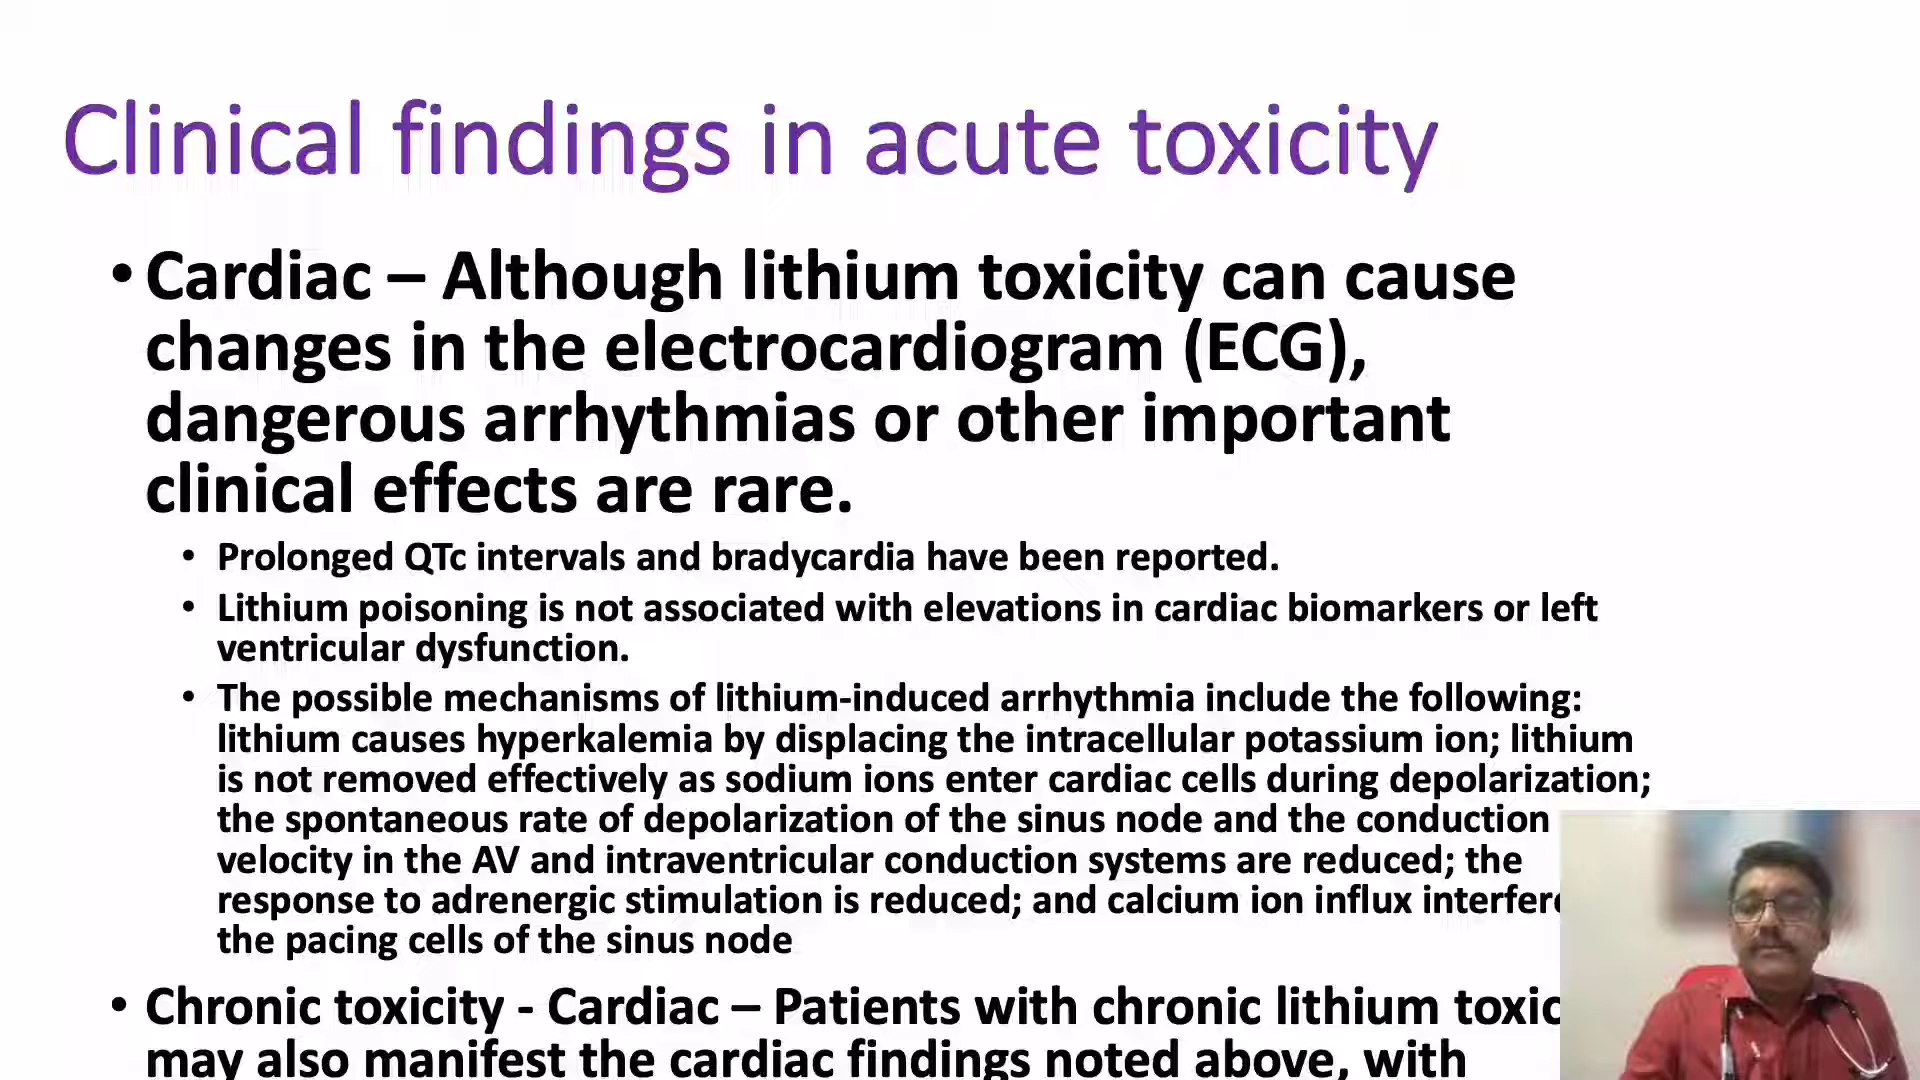 Clinical findings in acute toxicity
• Cardiac – Although lithium toxicity can cause
changes in the electrocardiogram (ECG),
dangerous arrhythmias or other important
clinical effects are rare.
• Prolonged QTc intervals and bradycardia have been reported.
• Lithium poisoning is not associated with elevations in cardiac biomarkers or left
ventricular dysfunction.
• The possible mechanisms of lithium-induced arrhythmia include the following:
lithium causes hyperkalemia by displacing the intracellular potassium ion; lithium
is not removed effectively as sodium ions enter cardiac cells during depolarization;
the spontaneous rate of depolarization of the sinus node and the conduction
velocity in the AV and intraventricular conduction systems are reduced; the
response to adrenergic stimulation is reduced; and calcium ion influx
the pacing cells of the sinus node
• Chronic toxicity - Cardiac – Patients with chronic lithium
may also manifest the cardiac findings noted above, with